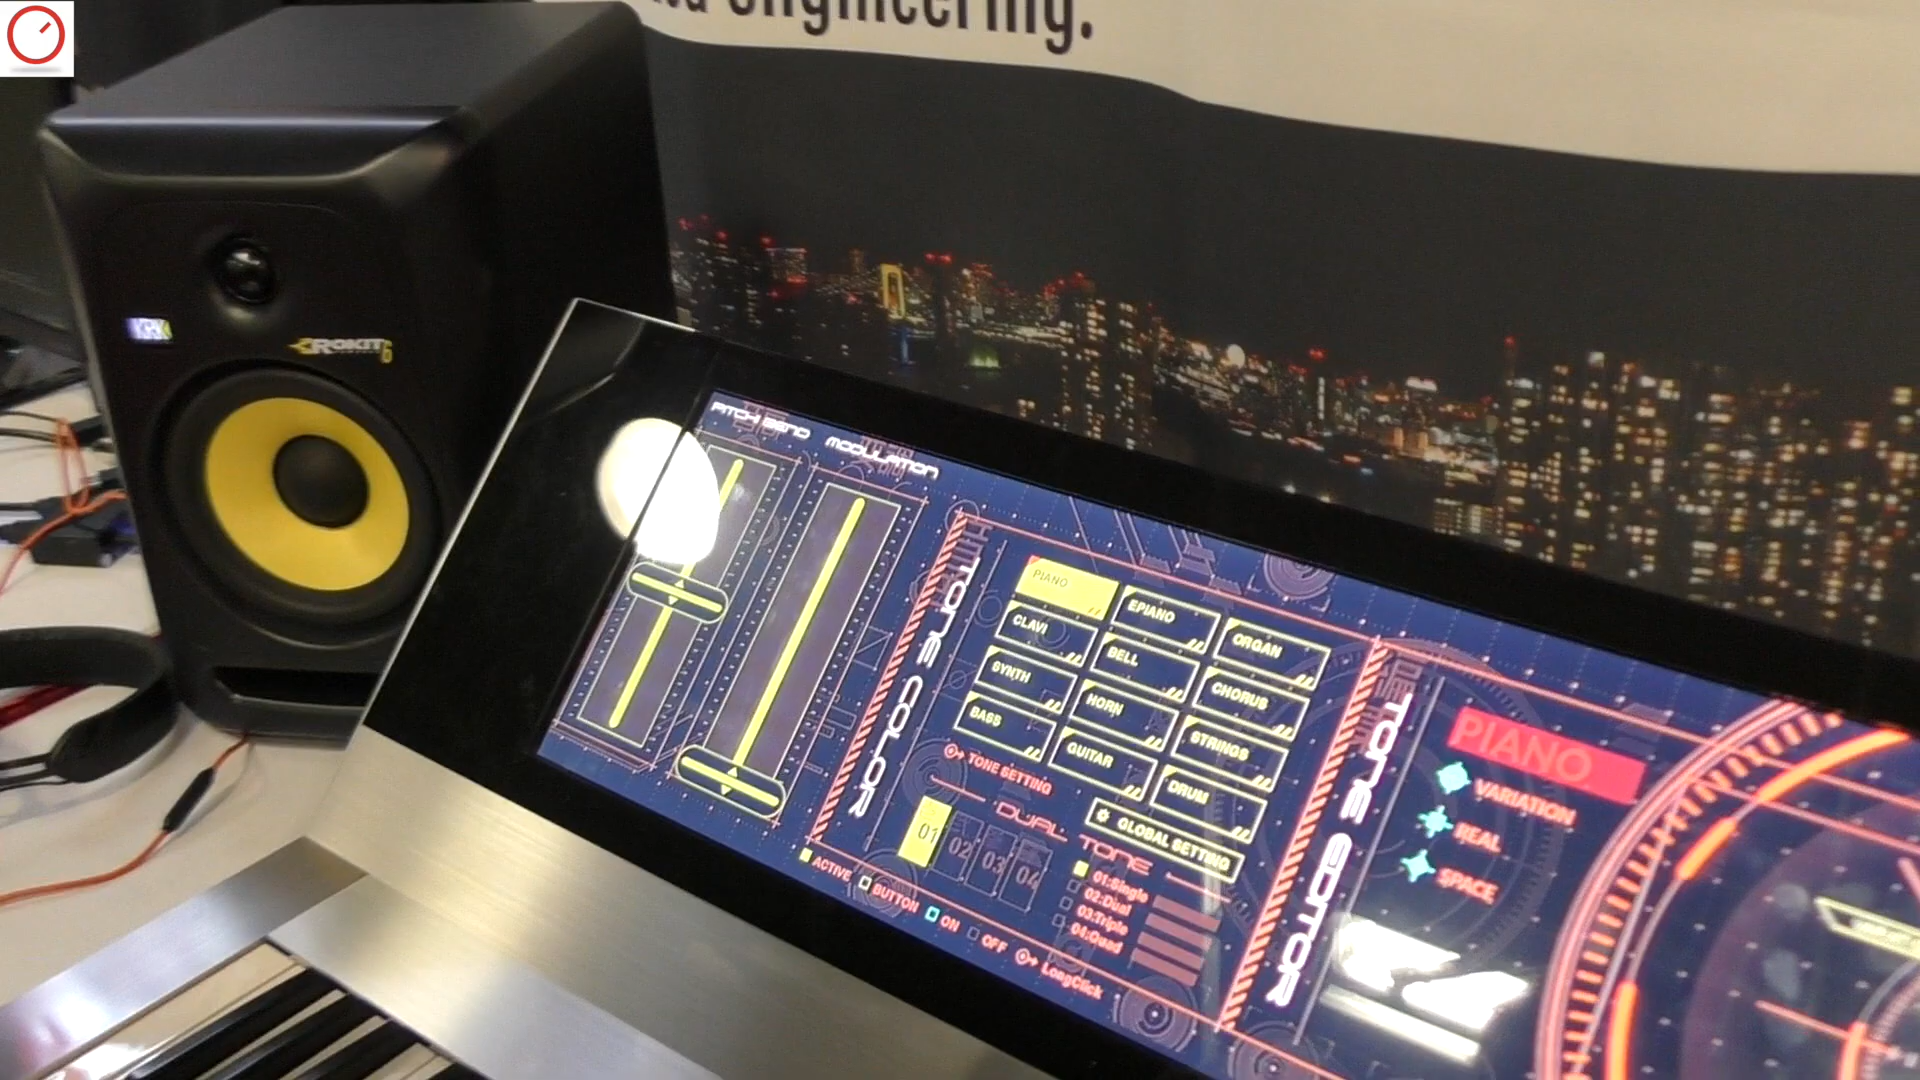 engineering.
KRK
ROKIT 6
PITCH BEND
MODULATION
TONE COLOR
PIANO
EPIANO
ORGAN
CLAVI
BELL
CHORUS
SYNTH
HORN
STRINGS
BASS
GUITAR
DRUM
TONE SETTING
GLOBAL SETTING
DUAL TONE
01
02
03
04
01:Single
02:Dual
03:Triple
04:Quad
ACTIVE
BUTTON
ON
OFF
LongClick
TONE EDITOR
PIANO
VARIATION
REAL
SPACE